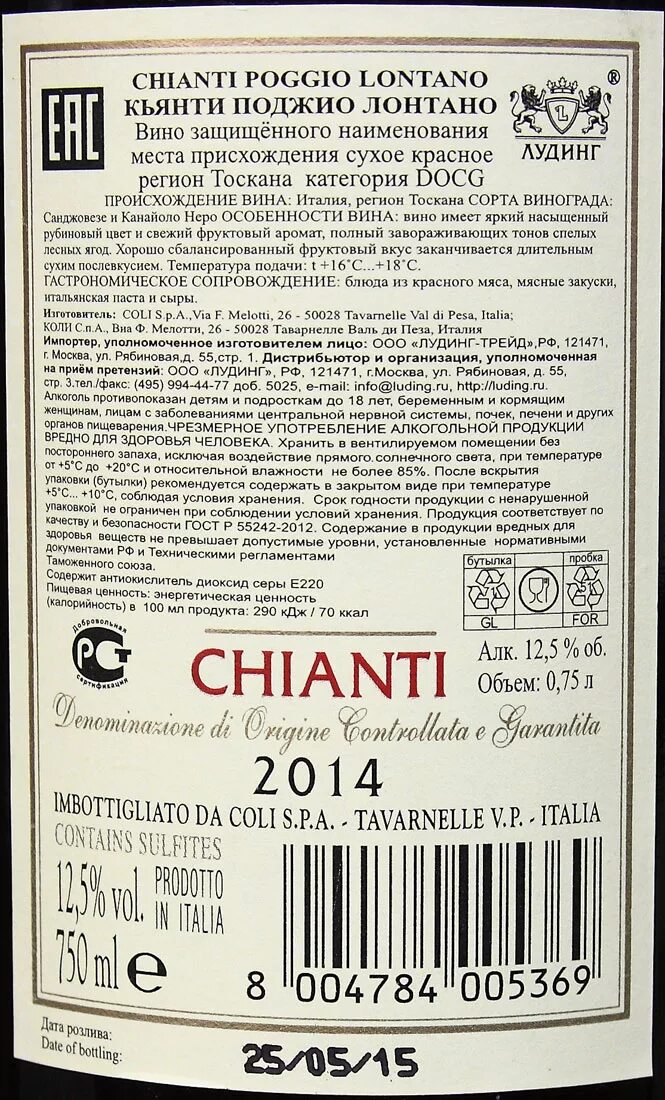 CHIANTI POGGIO LONTANO
КЬЯНТИ ПОДЖИО ЛОНТАНО
Вино защищённого наименования
места присхождения сухое красное
регион Тоскана категория DOCG
EAC
®
ЛУДИНГ
ПРОИСХОЖДЕНИЕ ВИНА: Италия, регион Тоскана СОРТА ВИНОГРАДА:
Санджовезе и Канайоло Неро ОСОБЕННОСТИ ВИНА: вино имеет яркий насыщенный
рубиновый цвет и свежий фруктовый аромат, полный завораживающих тонов спелых
лесных ягод. Хорошо сбалансированный фруктовый вкус заканчивается длительным
сухим послевкусием. Температура подачи: t +16˚C...+18˚C.
ГАСТРОНОМИЧЕСКОЕ СОПРОВОЖДЕНИЕ: блюда из красного мяса, мясные закуски,
итальянская паста и сыры.
Изготовитель: COLI S.p.A.,Via F. Melotti, 26 - 50028 Tavarnelle Val di Pesa, Italia;
КОЛИ С.п.А., Виа Ф. Мелотти, 26 - 50028 Таварнелле Валь ди Пеза, Италия
Импортер, уполномоченное изготовителем лицо: ООО «ЛУДИНГ-ТРЕЙД»,РФ, 121471,
г. Москва, ул. Рябиновая,д. 55,стр. 1. Дистрибьютор и организация, уполномоченная
на приём претензий: ООО «ЛУДИНГ», РФ, 121471, г.Москва, ул. Рябиновая, д. 55,
стр. 3.тел./факс: (495) 994-44-77 доб. 5025, e-mail: info@luding.ru, http://luding.ru.
Алкоголь противопоказан детям и подросткам до 18 лет, беременным и кормящим
женщинам, лицам с заболеваниями центральной нервной системы, почек, печени и других
органов пищеварения.ЧРЕЗМЕРНОЕ УПОТРЕБЛЕНИЕ АЛКОГОЛЬНОЙ ПРОДУКЦИИ
ВРЕДНО ДЛЯ ЗДОРОВЬЯ ЧЕЛОВЕКА. Хранить в вентилируемом помещении без
постороннего запаха, исключая воздействие прямого.солнечного света, при температуре
от +5°C до +20°C и относительной влажности не более 85%. После вскрытия
упаковки (бутылки) рекомендуется содержать в закрытом виде при температуре
+5°C... +10°C, соблюдая условия хранения. Срок годности продукции с ненарушенной
упаковкой не ограничен при соблюдении условий хранения. Продукция соответствует по
качеству и безопасности ГОСТ Р 55242-2012. Содержание в продукции вредных для
здоровья веществ не превышает допустимые уровни, установленные нормативными
документами РФ и Техническими регламентами
Таможенного союза.
Содержит антиокислитель диоксид серы Е220
Пищевая ценность: энергетическая ценность
(калорийность) в 100 мл продукта: 290 кДж / 70 ккал
бутылка
пробка
71
51
GL
FOR
Добровольная
РСТ
сертификация
CHIANTI
Алк. 12,5 % об.
Объем: 0,75 л
Denominazione di Origine Controllata e Garantita
2014
IMBOTTIGLIATO DA COLI S.P.A. - TAVARNELLE V.P. - ITALIA
CONTAINS SULFITES
12,5% vol.
PRODOTTO
IN ITALIA
750 ml e
8 004784 005369
Дата розлива:
Date of bottling:
25/05/15